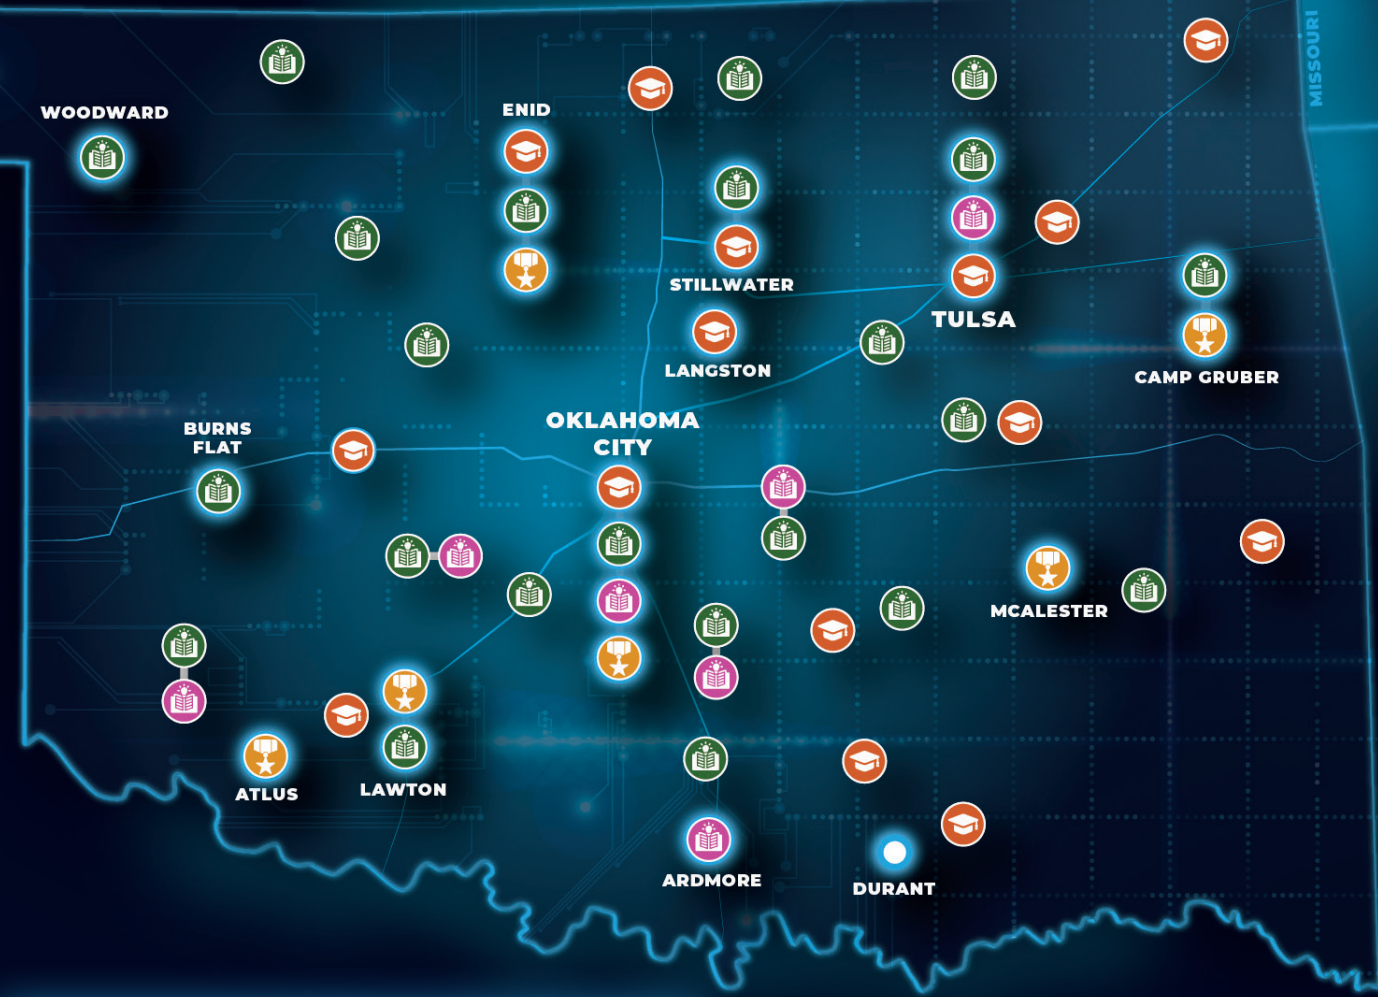 MISSOURI
WOODWARD
ENID
STILLWATER
TULSA
LANGSTON
CAMP GRUBER
OKLAHOMA
CITY
BURNS
FLAT
MCALESTER
ATLUS
LAWTON
ARDMORE
DURANT